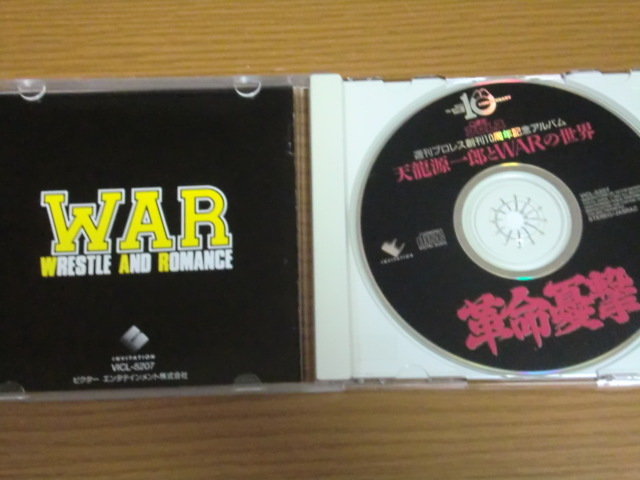 WAR
WRESTLE AND ROMANCE
INVITATION
VICL-5207
ビクター エンタテインメント株式会社
10
週刊プロレス創刊10周年記念アルバム
天龍源一郎とWARの世界
INVITATION
革命憂撃